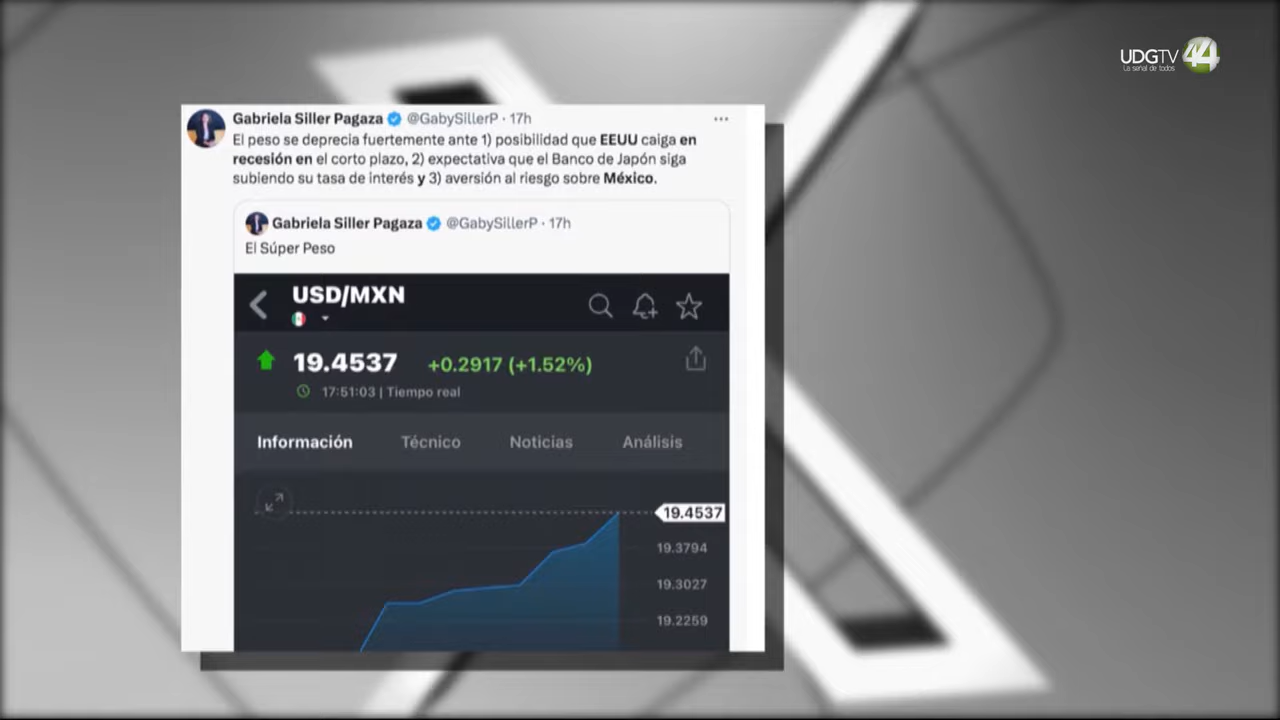 UDGTV 44
La señal de todos
Gabriela Siller Pagaza @GabySillerP · 17h
El peso se deprecia fuertemente ante 1) posibilidad que EEUU caiga en
recesión en el corto plazo, 2) expectativa que el Banco de Japón siga
subiendo su tasa de interés y 3) aversión al riesgo sobre México.
Gabriela Siller Pagaza @GabySillerP · 17h
El Súper Peso
USD/MXN
19.4537 +0.2917 (+1.52%)
17:51:03 | Tiempo real
Información Técnico Noticias Análisis
19.4537
19.3794
19.3027
19.2259